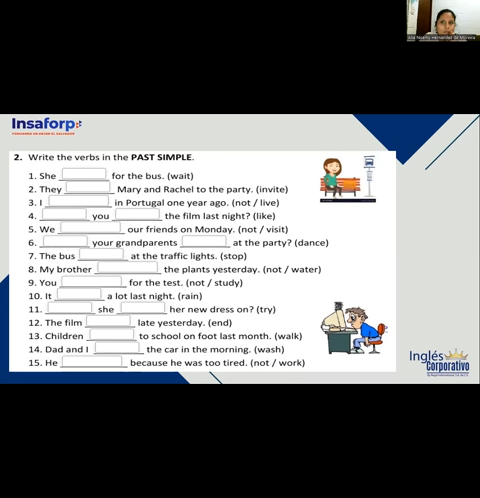 Insaforp
2. Write the verbs in the PAST SIMPLE.
1. She for the bus. (wait)
2. They Mary and Rachel to the party. (invite)
3. I in Portugal one year ago. (not / live)
4. you the film last night? (like)
5. We our friends on Monday. (not / visit)
6. your grandparents at the party? (dance)
7. The bus at the traffic lights. (stop)
8. My brother the plants yesterday. (not / water)
9. You for the test. (not / study)
10. It a lot last night. (rain)
11. she her new dress on? (try)
12. The film late yesterday. (end)
13. Children to school on foot last month. (walk)
14. Dad and I the car in the morning. (wash)
15. He because he was too tired. (not / work)
Inglés
Corporativo